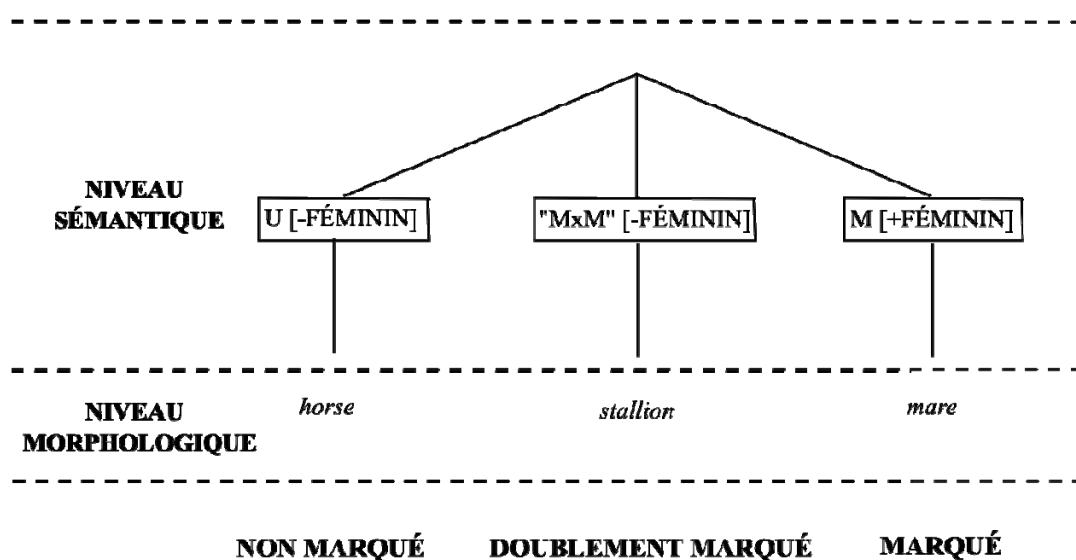 NIVEAU
SÉMANTIQUE
U [-FÉMININ]
"MxM" [-FÉMININ]
M [+FÉMININ]
NIVEAU
MORPHOLOGIQUE
horse
stallion
mare
NON MARQUÉ
DOUBLEMENT MARQUÉ
MARQUÉ